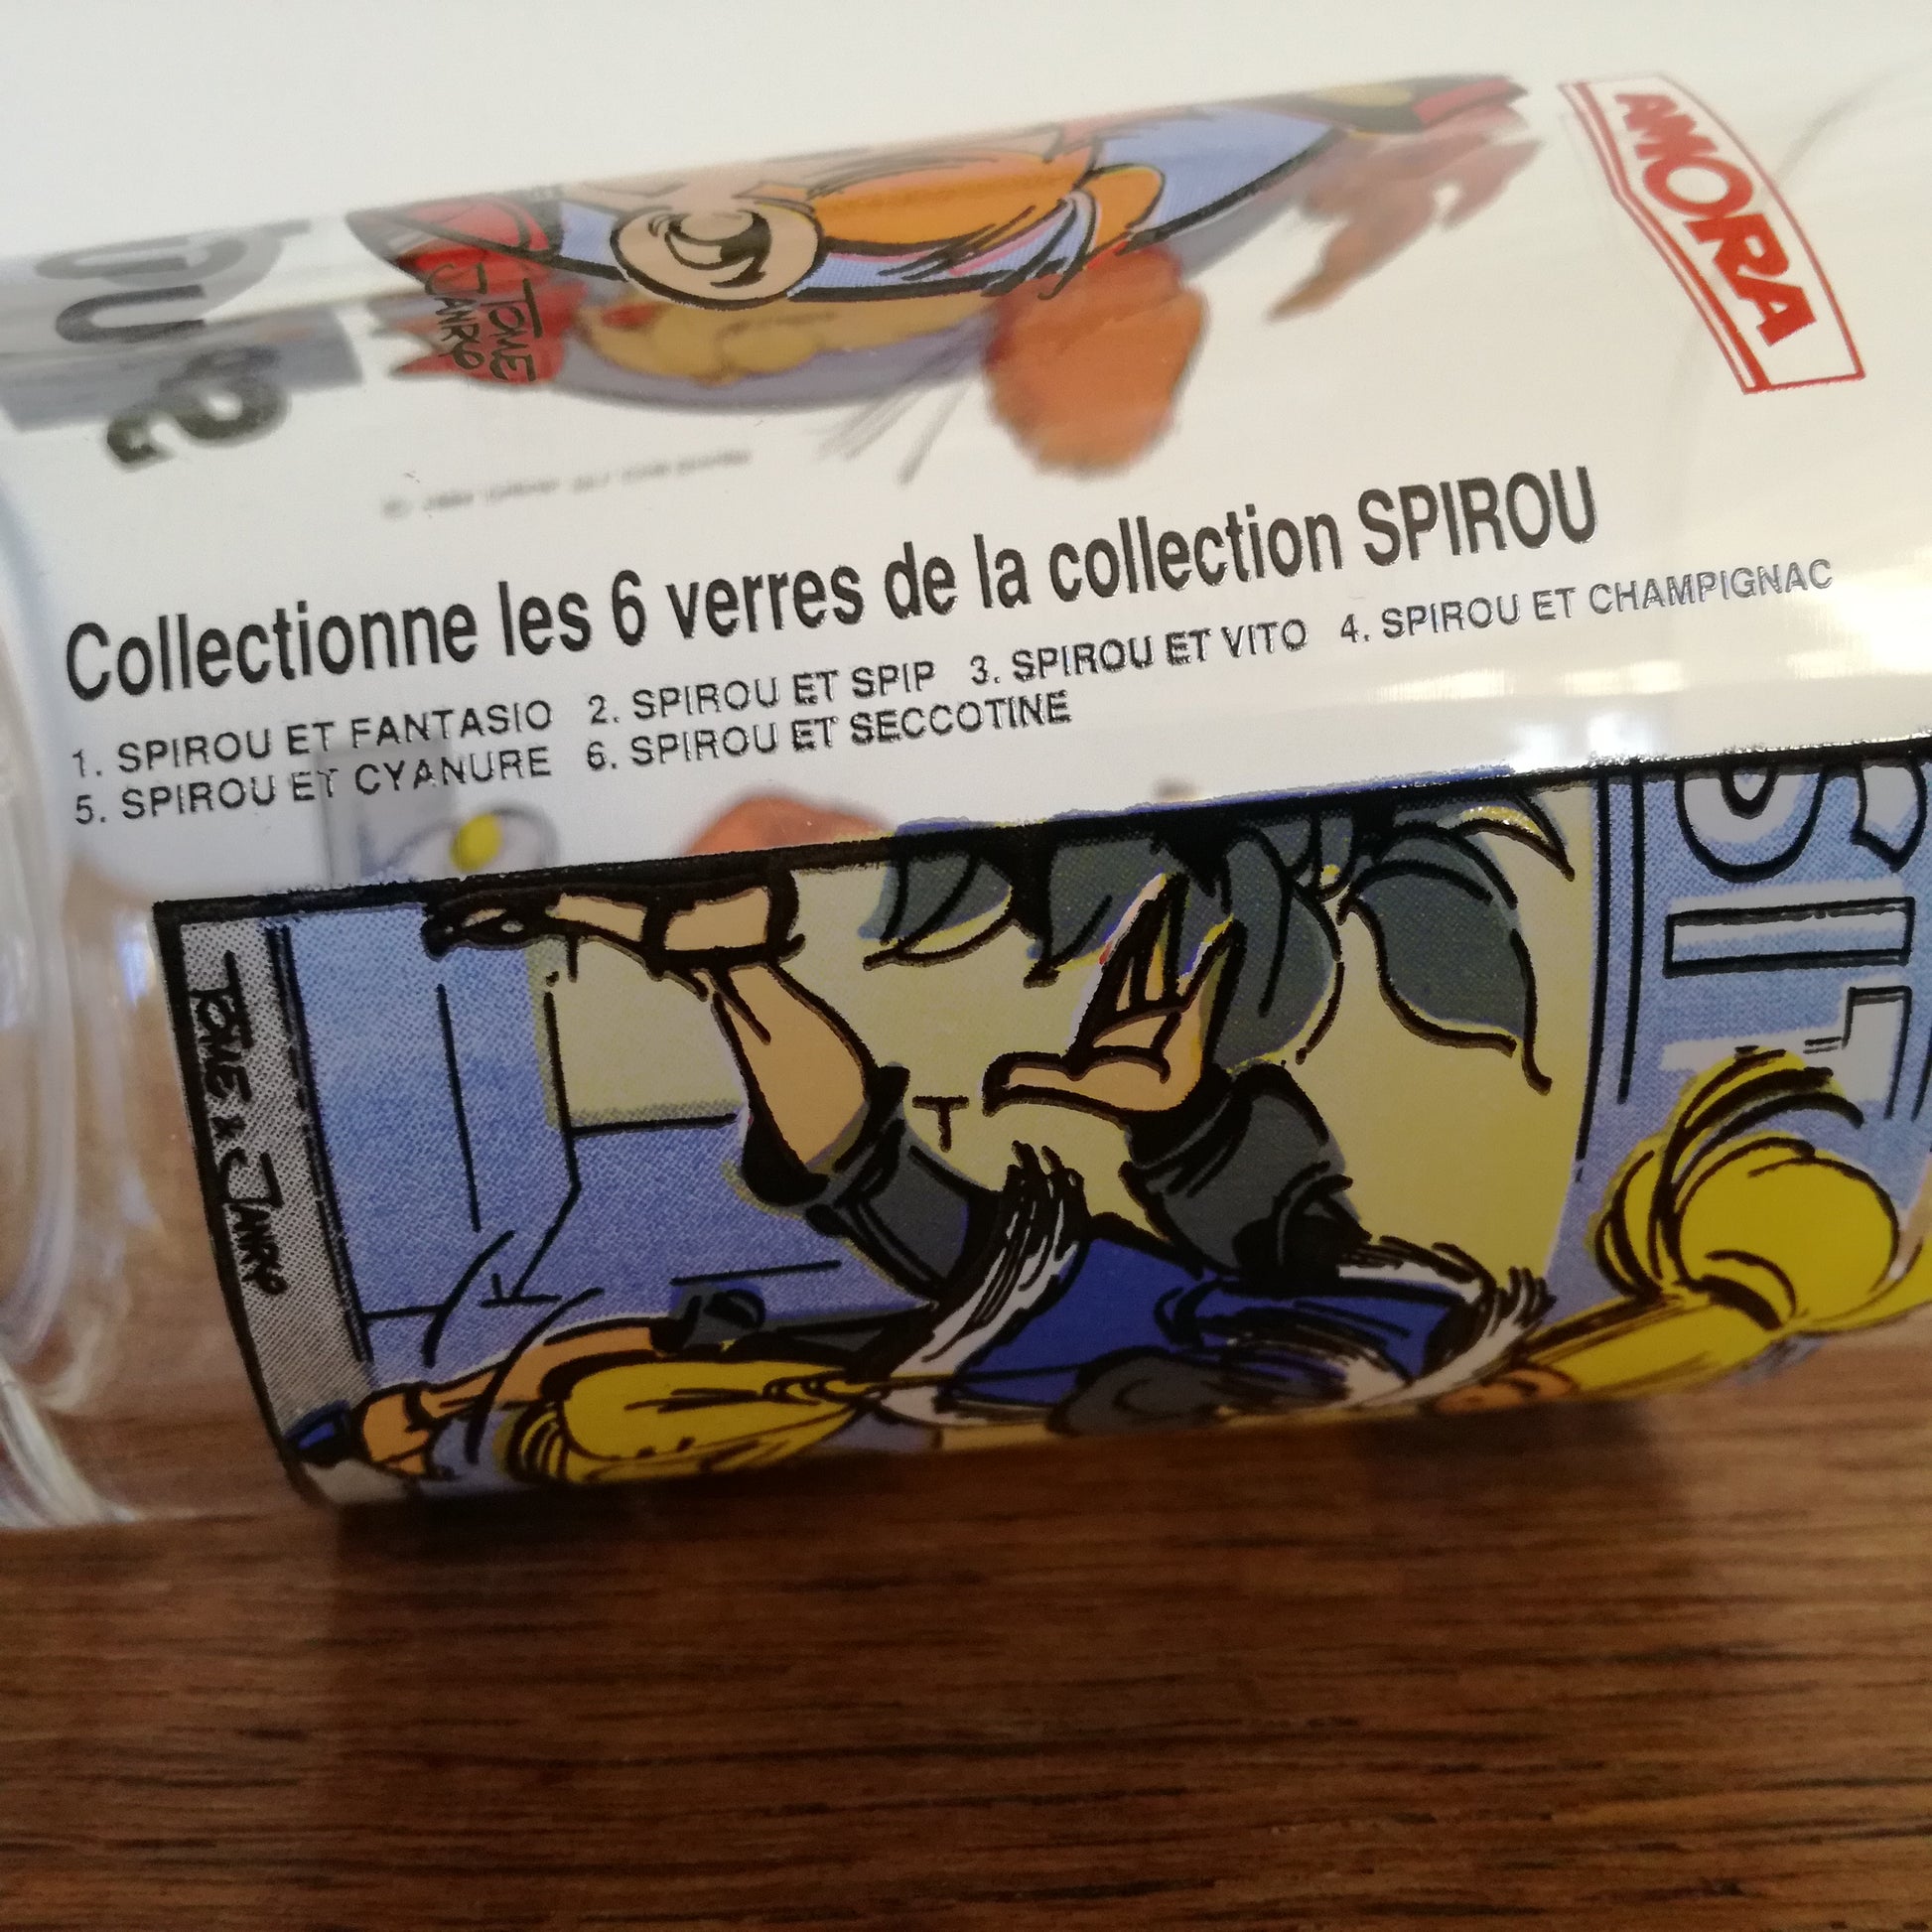 AMORA
TOME
JANRY
Collectionne les 6 verres de la collection SPIROU
1. SPIROU ET FANTASIO 2. SPIROU ET SPIP 3. SPIROU ET VITO 4. SPIROU ET CHAMPIGNAC
5. SPIROU ET CYANURE 6. SPIROU ET SECCOTINE
TOME & JANRY